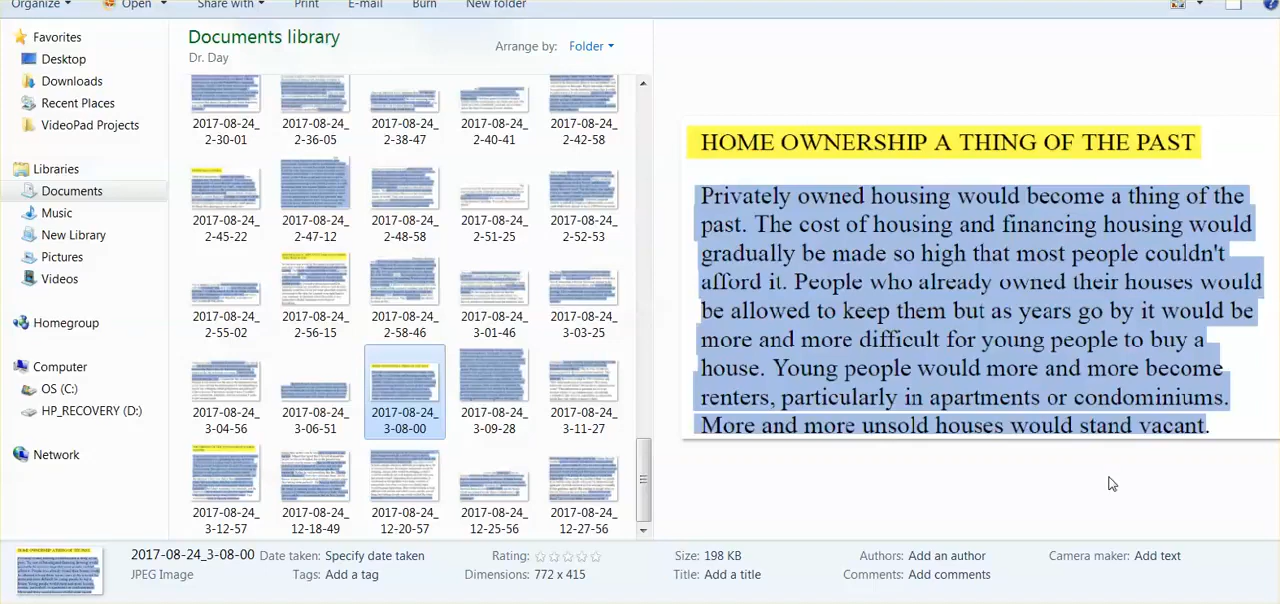 Organize
Open
Share with
Print
E-mail
Burn
New folder
Favorites
Desktop
Downloads
Recent Places
VideoPad Projects
Libraries
Documents
Music
New Library
Pictures
Videos
Homegroup
Computer
OS (C:)
HP_RECOVERY (D:)
Network
Documents library
Dr. Day
Arrange by: Folder
2017-08-24_ 2017-08-24_ 2017-08-24_ 2017-08-24_ 2017-08-24_
2-30-01 2-36-05 2-38-47 2-40-41 2-42-58
2017-08-24_ 2017-08-24_ 2017-08-24_ 2017-08-24_ 2017-08-24_
2-45-22 2-47-12 2-48-58 2-51-25 2-52-53
2017-08-24_ 2017-08-24_ 2017-08-24_ 2017-08-24_ 2017-08-24_
2-55-02 2-56-15 2-58-46 3-01-46 3-03-25
2017-08-24_ 2017-08-24_ 2017-08-24_ 2017-08-24_ 2017-08-24_
3-04-56 3-06-51 3-08-00 3-09-28 3-11-27
2017-08-24_ 2017-08-24_ 2017-08-24_ 2017-08-24_ 2017-08-24_
3-12-57 12-18-49 12-20-57 12-25-56 12-27-56
HOME OWNERSHIP A THING OF THE PAST
Privately owned housing would become a thing of the
past. The cost of housing and financing housing would
gradually be made so high that most people couldn't
afford it. People who already owned their houses would
be allowed to keep them but as years go by it would be
more and more difficult for young people to buy a
house. Young people would more and more become
renters, particularly in apartments or condominiums.
More and more unsold houses would stand vacant.
2017-08-24_3-08-00 Date taken: Specify date taken Rating: Size: 198 KB Authors: Add an author Camera maker: Add text
JPEG Image Tags: Add a tag Dimensions: 772 x 415 Title: Add a title Comments: Add comments